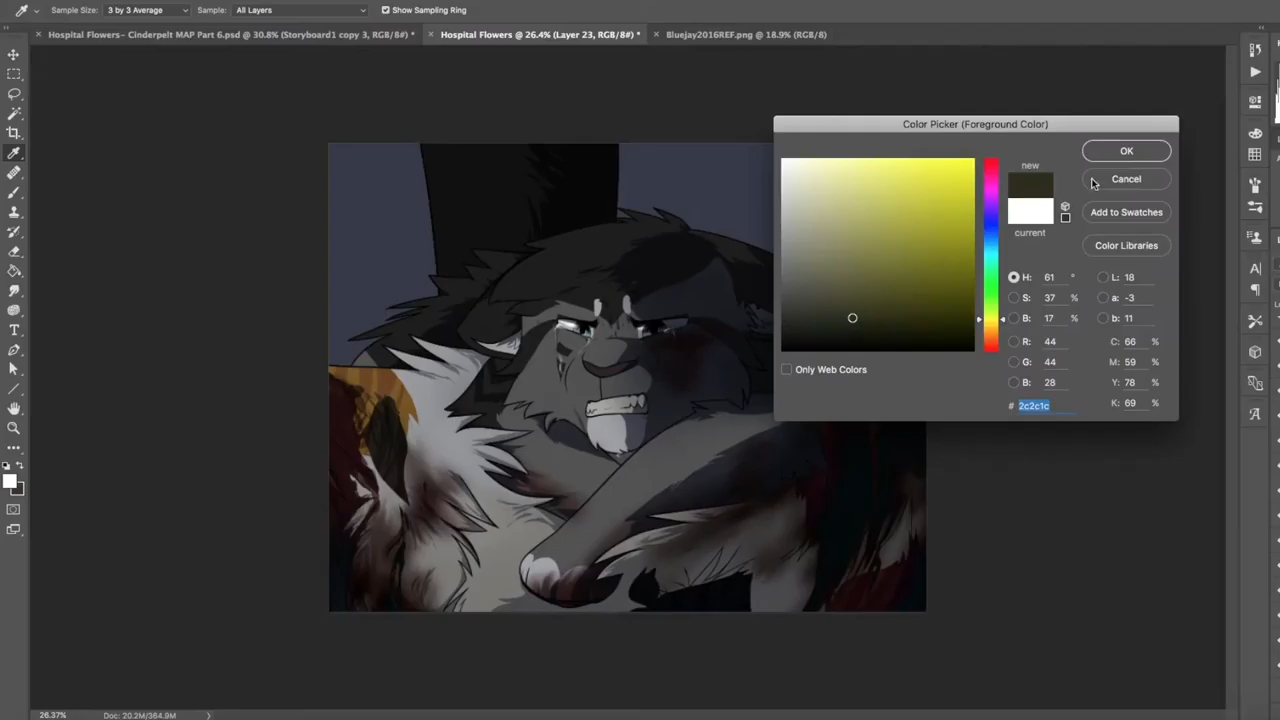 Sample Size: 3 by 3 Average Sample: All Layers Show Sampling Ring
Hospital Flowers– Cinderpelt MAP Part 6.psd @ 30.8% (Storyboard1 copy 3, RGB/8#) * Hospital Flowers @ 26.4% (Layer 23, RGB/8#) * Bluejay2016REF.png @ 18.9% (RGB/8)
Color Picker (Foreground Color)
new
current
OK
Cancel
Add to Swatches
Color Libraries
H: 61 ° L: 18
S: 37 % a: -3
B: 17 % b: 11
R: 44 C: 66 %
G: 44 M: 59 %
B: 28 Y: 78 %
# 2c2c1c K: 69 %
Only Web Colors
26.37% Doc: 20.2M/364.9M